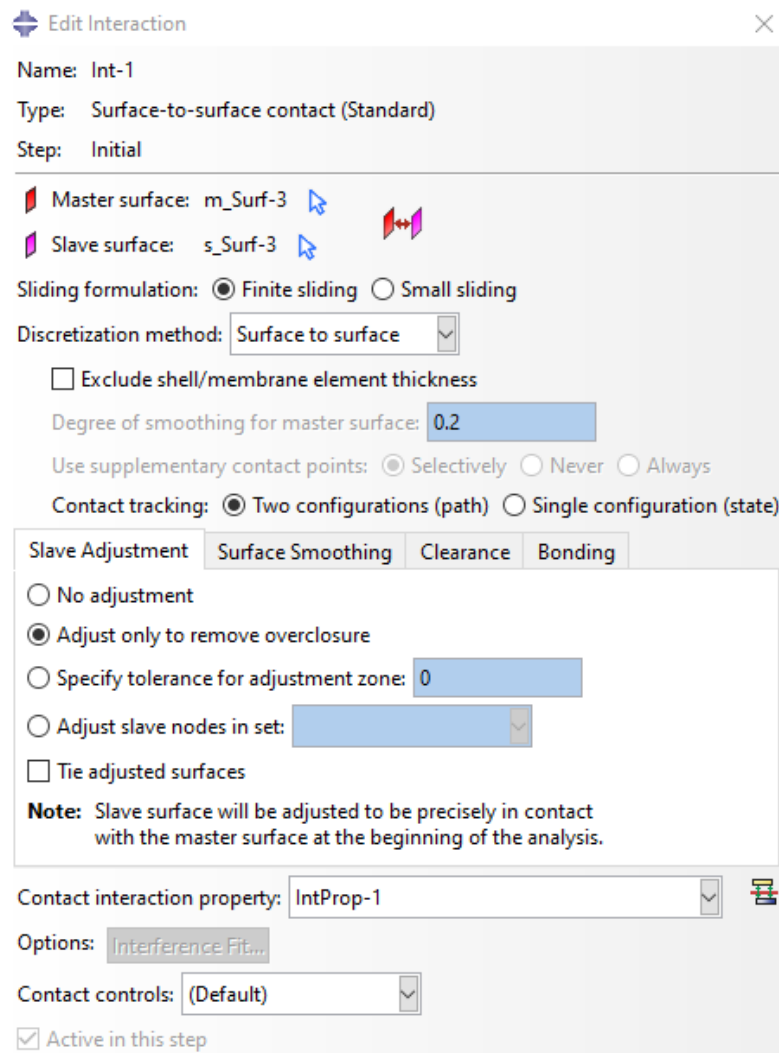 Edit Interaction
Name: Int-1
Type: Surface-to-surface contact (Standard)
Step: Initial
Master surface: m_Surf-3
Slave surface: s_Surf-3
Sliding formulation: Finite sliding Small sliding
Discretization method: Surface to surface
Exclude shell/membrane element thickness
Degree of smoothing for master surface: 0.2
Use supplementary contact points: Selectively Never Always
Contact tracking: Two configurations (path) Single configuration (state)
Slave Adjustment Surface Smoothing Clearance Bonding
No adjustment
Adjust only to remove overclosure
Specify tolerance for adjustment zone: 0
Adjust slave nodes in set:
Tie adjusted surfaces
Note: Slave surface will be adjusted to be precisely in contact
with the master surface at the beginning of the analysis.
Contact interaction property: IntProp-1
Options: Interference Fit...
Contact controls: (Default)
Active in this step